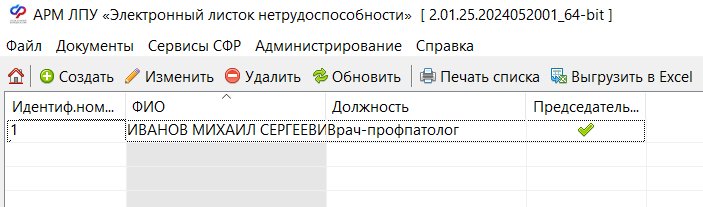 АРМ ЛПУ «Электронный листок нетрудоспособности» [ 2.01.25.2024052001_64-bit ]
Файл Документы Сервисы СФР Администрирование Справка
Создать Изменить Удалить Обновить Печать списка Выгрузить в Excel
Идентиф.ном... ФИО Должность Председатель...
1 ИВАНОВ МИХАИЛ СЕРГЕЕВИ Врач-профпатолог